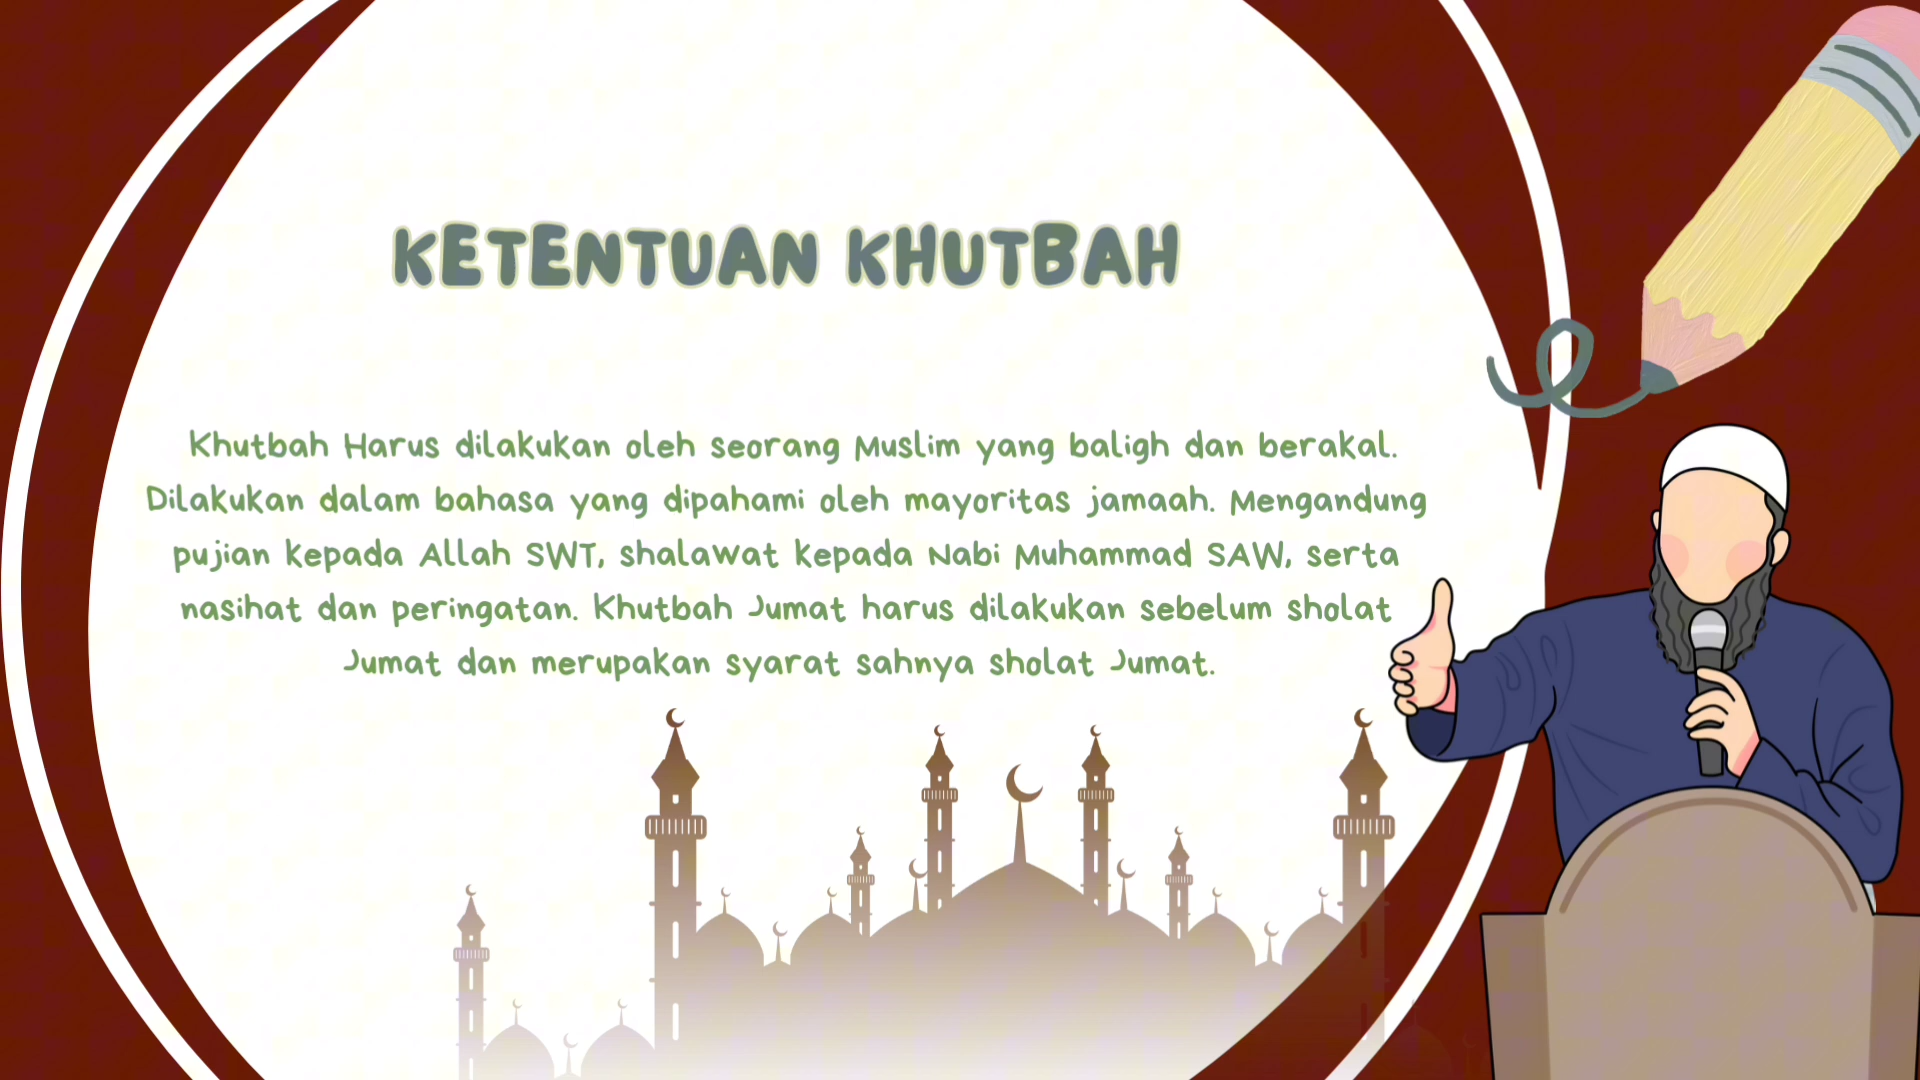 KETENTUAN KHUTBAH
Khutbah Harus dilakukan oleh seorang Muslim yang baligh dan berakal.
Dilakukan dalam bahasa yang dipahami oleh mayoritas jamaah. Mengandung
pujian kepada Allah SWT, shalawat kepada Nabi Muhammad SAW, serta
nasihat dan peringatan. Khutbah Jumat harus dilakukan sebelum sholat
Jumat dan merupakan syarat sahnya sholat Jumat.